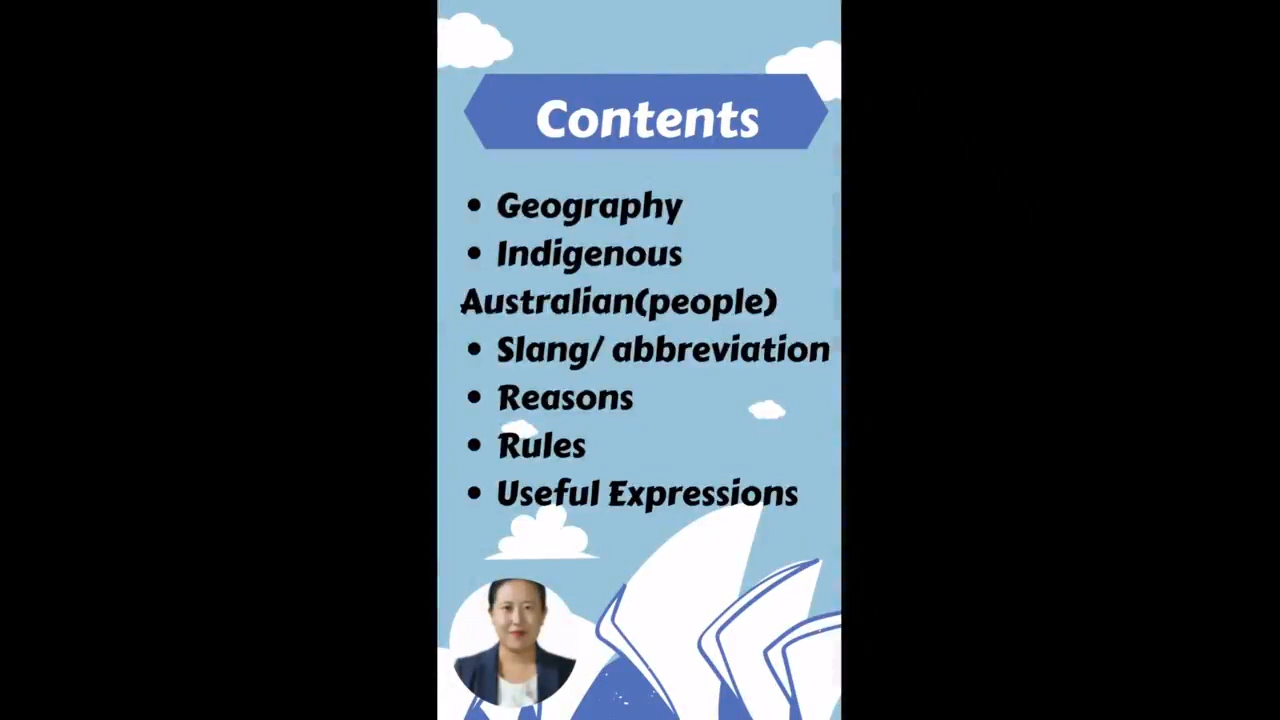 Contents
• Geography
• Indigenous
Australian(people)
• Slang/ abbreviation
• Reasons
• Rules
• Useful Expressions